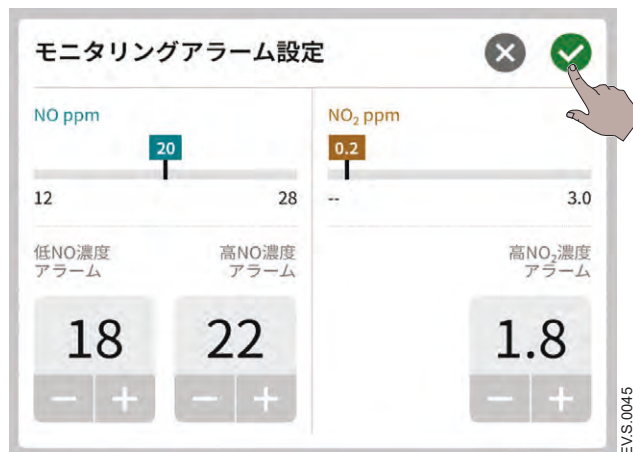 モニタリングアラーム設定
NO ppm
20
12 28
低NO濃度
アラーム
高NO濃度
アラーム
18
22
NO₂ ppm
0.2
-- 3.0
高NO₂濃度
アラーム
1.8
EV.S.0045